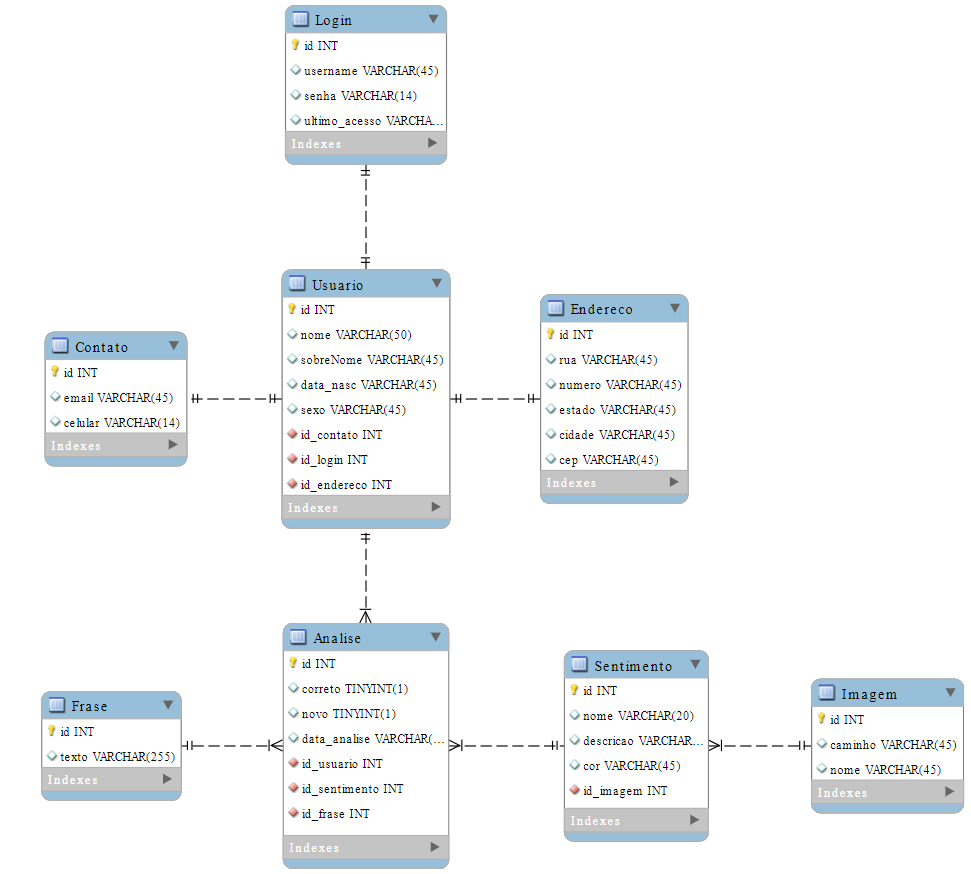 Login
id INT
username VARCHAR(45)
senha VARCHAR(14)
ultimo_acesso VARCHA...
Indexes
Usuario
id INT
nome VARCHAR(50)
sobreNome VARCHAR(45)
data_nasc VARCHAR(45)
sexo VARCHAR(45)
id_contato INT
id_login INT
id_endereco INT
Indexes
Endereco
id INT
rua VARCHAR(45)
numero VARCHAR(45)
estado VARCHAR(45)
cidade VARCHAR(45)
cep VARCHAR(45)
Indexes
Contato
id INT
email VARCHAR(45)
celular VARCHAR(14)
Indexes
Analise
id INT
correto TINYINT(1)
novo TINYINT(1)
data_analise VARCHAR(...
id_usuario INT
id_sentimento INT
id_frase INT
Indexes
Sentimento
id INT
nome VARCHAR(20)
descricao VARCHAR...
cor VARCHAR(45)
id_imagem INT
Indexes
Imagem
id INT
caminho VARCHAR(45)
nome VARCHAR(45)
Indexes
Frase
id INT
texto VARCHAR(255)
Indexes